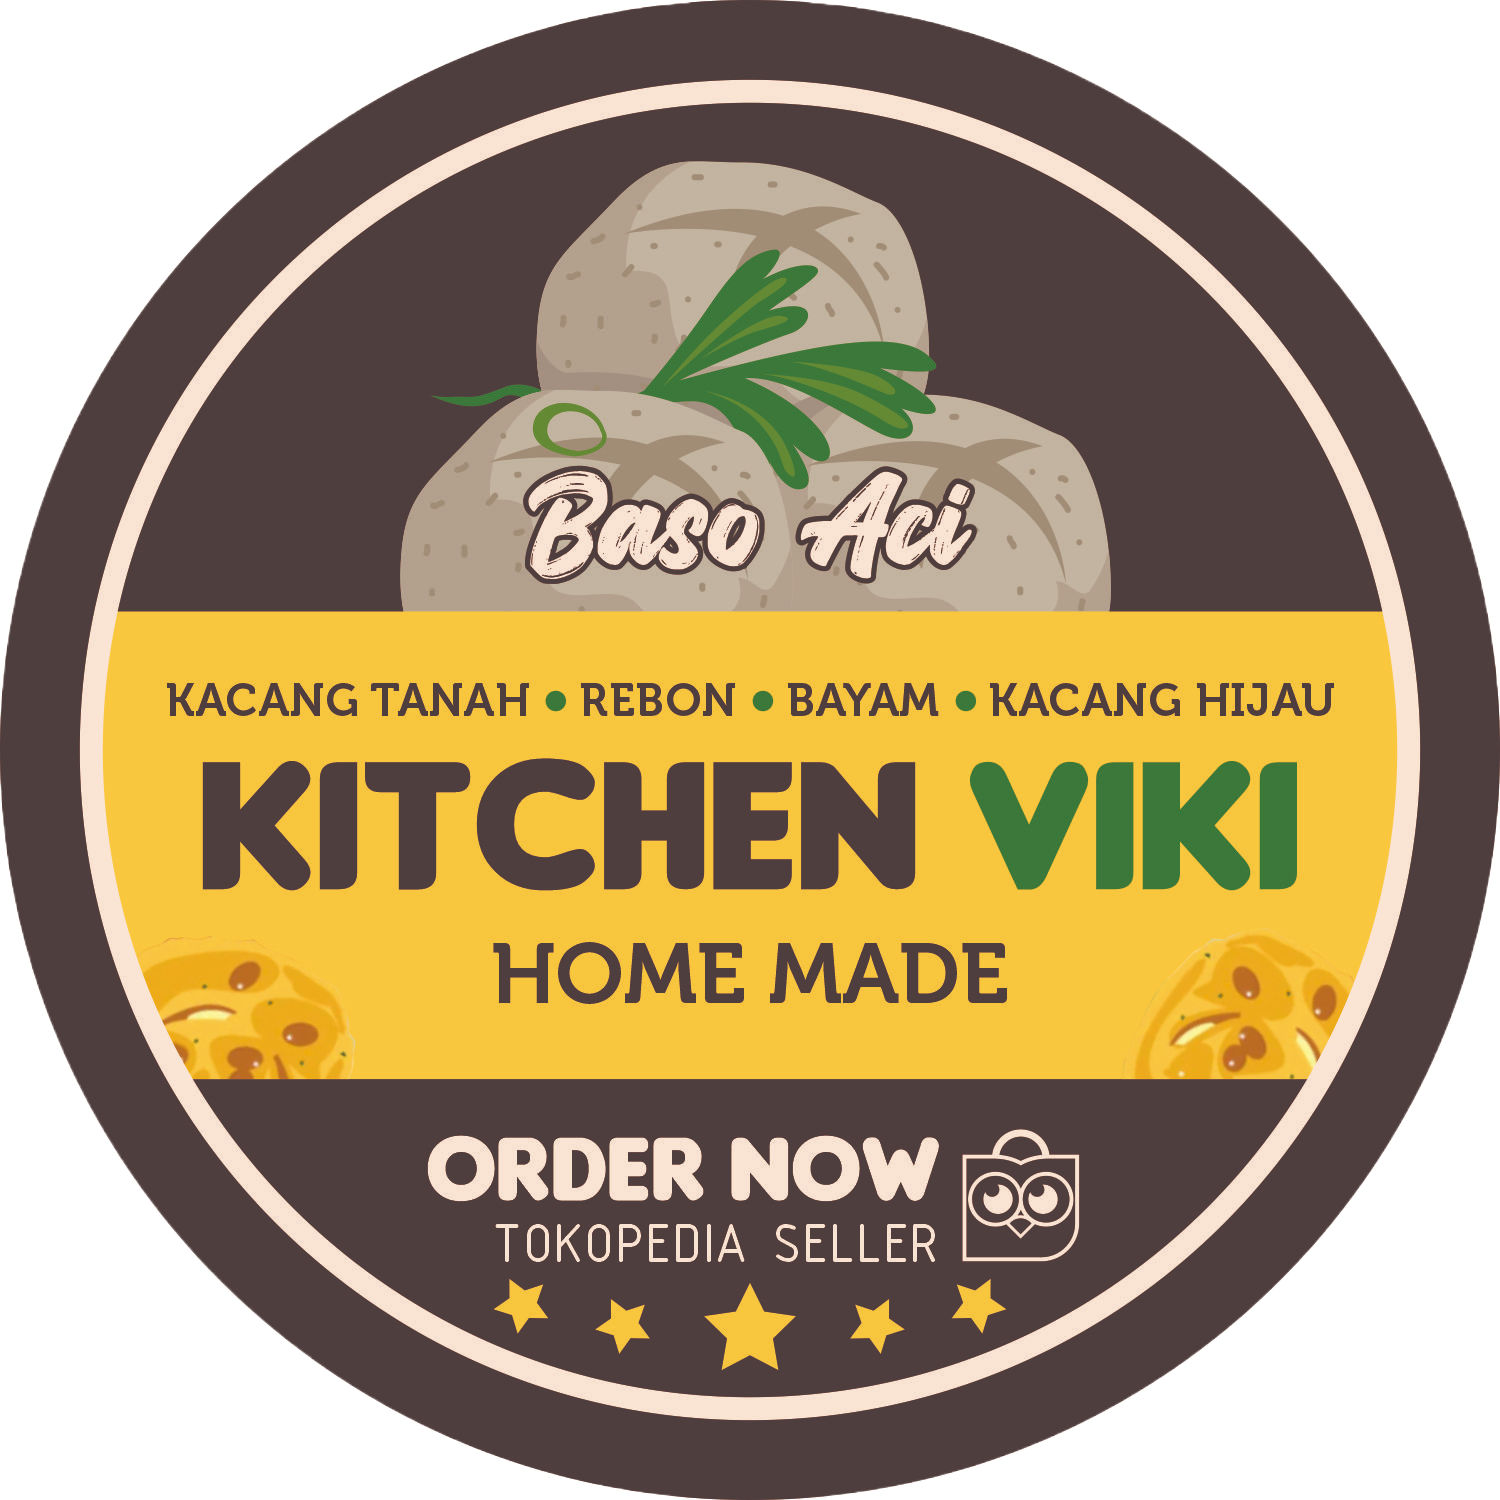 Baso Aci
KACANG TANAH • REBON • BAYAM • KACANG HIJAU
KITCHEN VIKI
HOME MADE
ORDER NOW
TOKOPEDIA SELLER